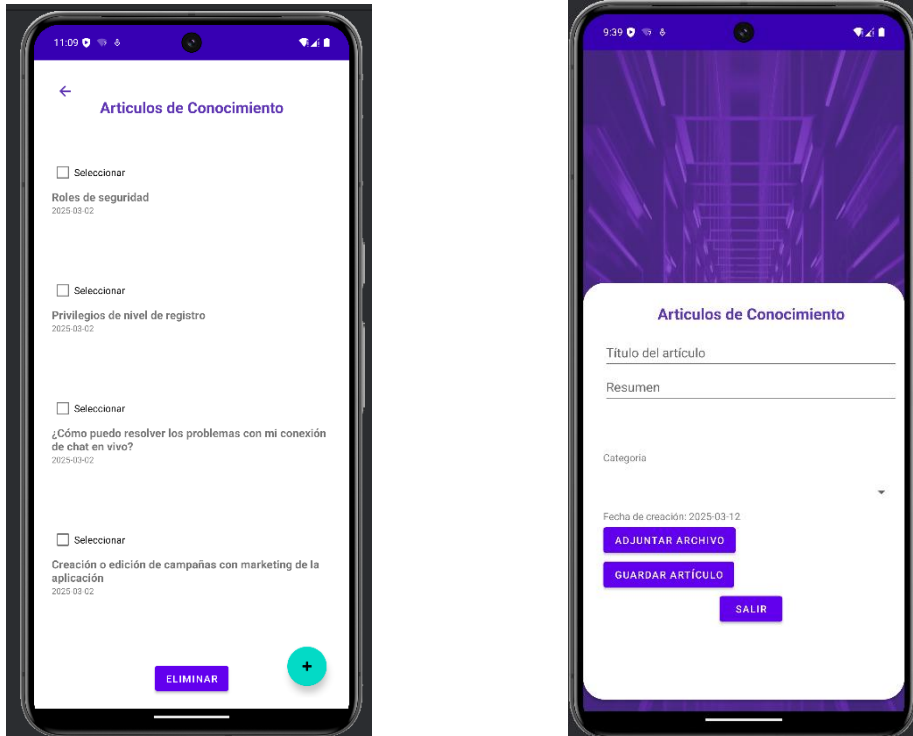 11:09
Articulos de Conocimiento
Seleccionar
Roles de seguridad
2025-03-02
Seleccionar
Privilegios de nivel de registro
2025-03-02
Seleccionar
¿Cómo puedo resolver los problemas con mi conexión
de chat en vivo?
2025-03-02
Seleccionar
Creación o edición de campañas con marketing de la
aplicación
2025-03-02
ELIMINAR
+
9:39
Articulos de Conocimiento
Título del artículo
Resumen
Categoria
Fecha de creación: 2025-03-12
ADJUNTAR ARCHIVO
GUARDAR ARTÍCULO
SALIR